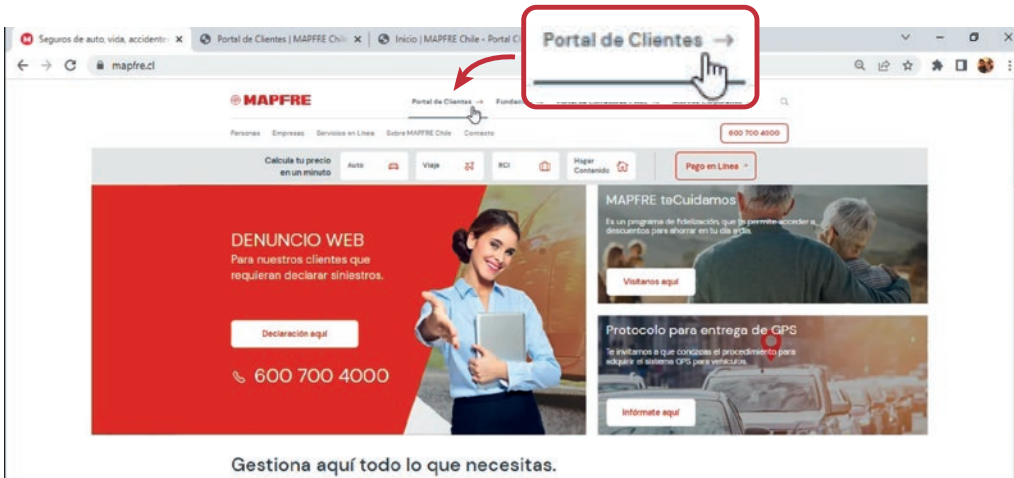 Portal de Clientes →
Seguros de auto, vida, accidente
Portal de Clientes | MAPFRE Chile
Inicio | MAPFRE Chile - Portal C
mapfre.cl
MAPFRE
Portal de Clientes →
Personas Empresas Servicios en Línea Sobre MAPFRE Chile Contacto
600 700 4000
Calcula tu precio
en un minuto
Auto
Viaje
RCI
Hogar
Contenido
Pago en Línea
DENUNCIO WEB
Para nuestros clientes que
requieran declarar siniestros.
Declaración aquí
600 700 4000
MAPFRE teCuidamos
Es un programa de fidelización, que te permite acceder a
descuentos para ahorrar en tu día a día.
Visítanos aquí
Protocolo para entrega de GPS
Te invitamos a que conozcas el procedimiento para
adquirir el sistema GPS para vehículos.
Infórmate aquí
Gestiona aquí todo lo que necesitas.